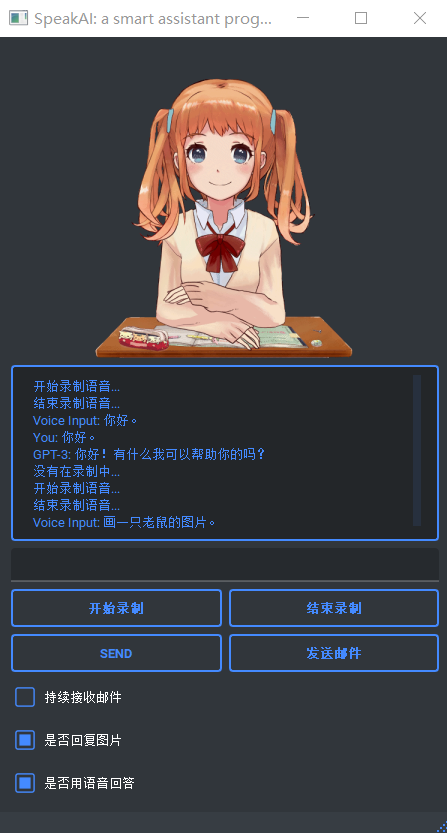 SpeakAI: a smart assistant prog...
开始录制语音...
结束录制语音...
Voice Input: 你好。
You: 你好。
GPT-3: 你好！有什么我可以帮助你的吗？
没有在录制中...
开始录制语音...
结束录制语音...
Voice Input: 画一只老鼠的图片。
开始录制
结束录制
SEND
发送邮件
持续接收邮件
是否回复图片
是否用语音回答